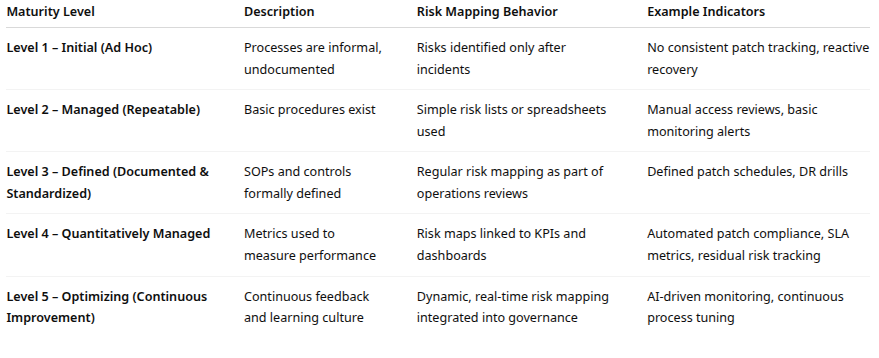 Maturity Level Description Risk Mapping Behavior Example Indicators
Level 1 – Initial (Ad Hoc) Processes are informal, Risks identified only after No consistent patch tracking, reactive
undocumented incidents recovery
Level 2 – Managed (Repeatable) Basic procedures exist Simple risk lists or spreadsheets Manual access reviews, basic
used monitoring alerts
Level 3 – Defined (Documented & SOPs and controls Regular risk mapping as part of Defined patch schedules, DR drills
Standardized) formally defined operations reviews
Level 4 – Quantitatively Managed Metrics used to Risk maps linked to KPIs and Automated patch compliance, SLA
measure performance dashboards metrics, residual risk tracking
Level 5 – Optimizing (Continuous Continuous feedback Dynamic, real-time risk mapping AI-driven monitoring, continuous
Improvement) and learning culture integrated into governance process tuning